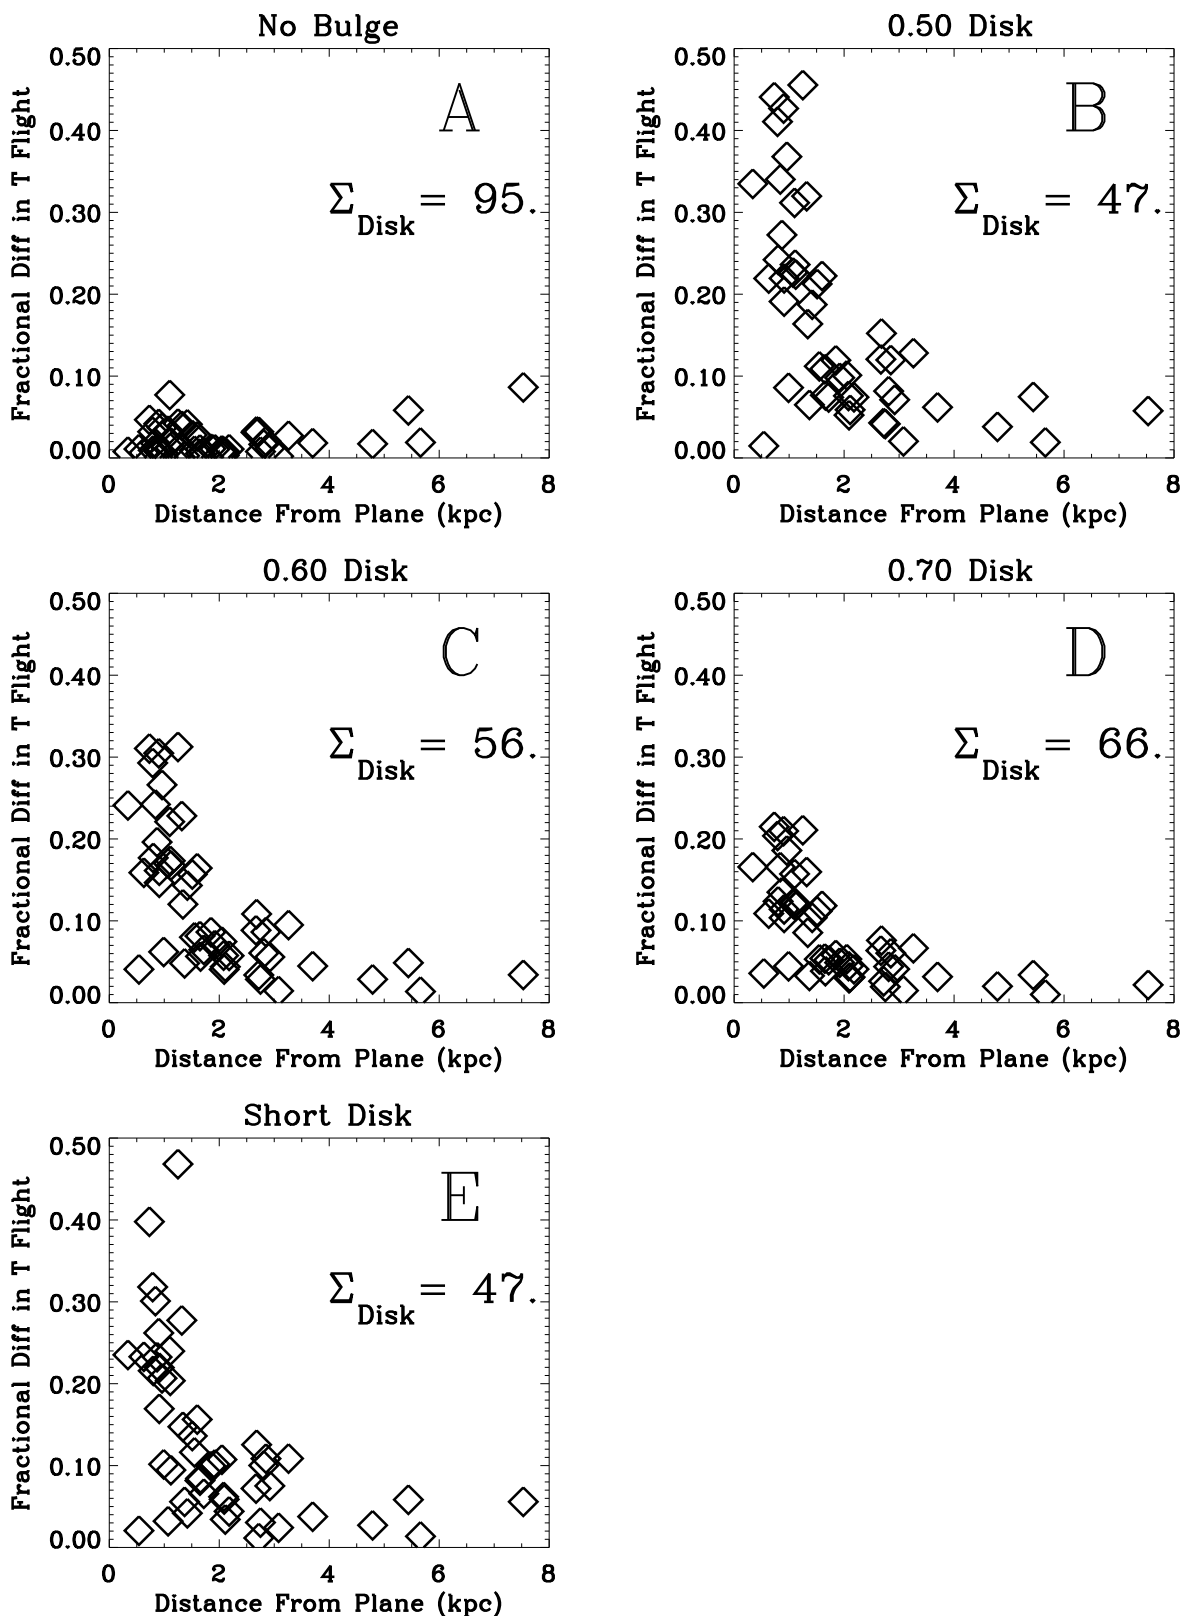 No Bulge
0.50
0.40
0.30
0.20
0.10
0.00
Fractional Diff in T Flight
A
Σ Disk = 95.
0 2 4 6 8
Distance From Plane (kpc)
0.50 Disk
0.50
0.40
0.30
0.20
0.10
0.00
Fractional Diff in T Flight
B
Σ Disk = 47.
0 2 4 6 8
Distance From Plane (kpc)
0.60 Disk
0.50
0.40
0.30
0.20
0.10
0.00
Fractional Diff in T Flight
C
Σ Disk = 56.
0 2 4 6 8
Distance From Plane (kpc)
0.70 Disk
0.50
0.40
0.30
0.20
0.10
0.00
Fractional Diff in T Flight
D
Σ Disk = 66.
0 2 4 6 8
Distance From Plane (kpc)
Short Disk
0.50
0.40
0.30
0.20
0.10
0.00
Fractional Diff in T Flight
E
Σ Disk = 47.
0 2 4 6 8
Distance From Plane (kpc)